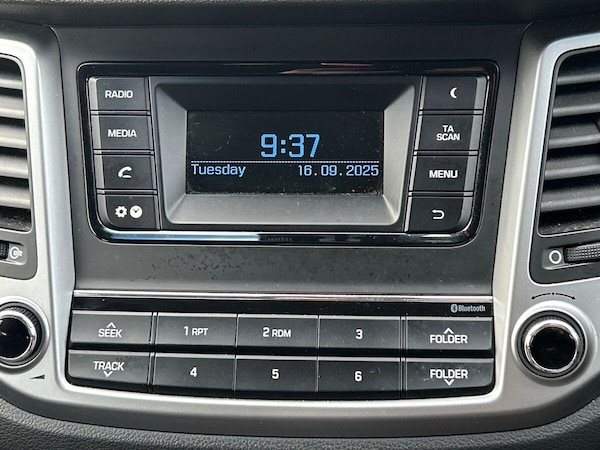 RADIO
MEDIA
9:37
Tuesday 16.09.2025
TA
SCAN
MENU
Bluetooth
SEEK
1 RPT
2 RDM
3
FOLDER
TRACK
4
5
6
FOLDER